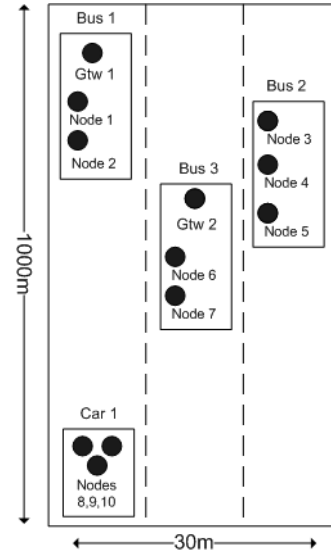 Bus 1
Gtw 1
Node 1
Node 2
Bus 2
Node 3
Node 4
Node 5
Bus 3
Gtw 2
Node 6
Node 7
1000m
Car 1
Nodes
8,9,10
30m